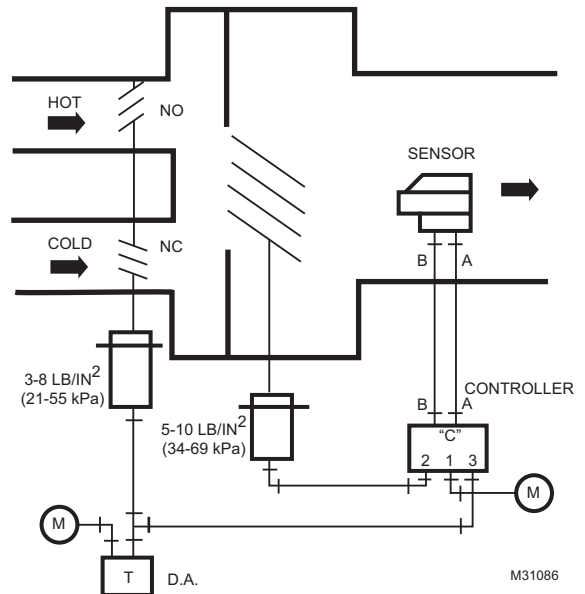 HOT
NO
SENSOR
COLD
NC
B
A
3-8 LB/IN²
(21-55 kPa)
5-10 LB/IN²
(34-69 kPa)
CONTROLLER
B
A
“C”
2 1 3
M
M
T
D.A.
M31086